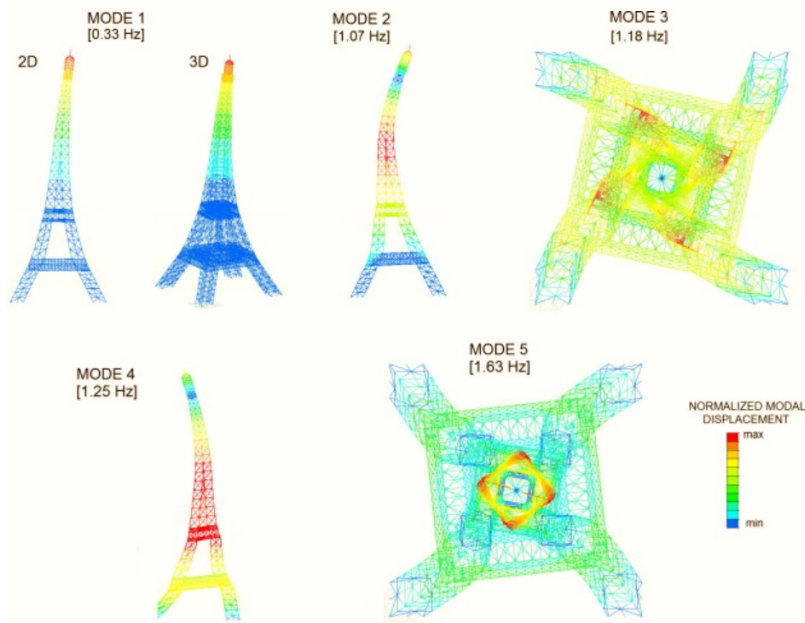 MODE 1
[0.33 Hz]
2D
3D
MODE 2
[1.07 Hz]
MODE 3
[1.18 Hz]
MODE 4
[1.25 Hz]
MODE 5
[1.63 Hz]
NORMALIZED MODAL
DISPLACEMENT
max
min